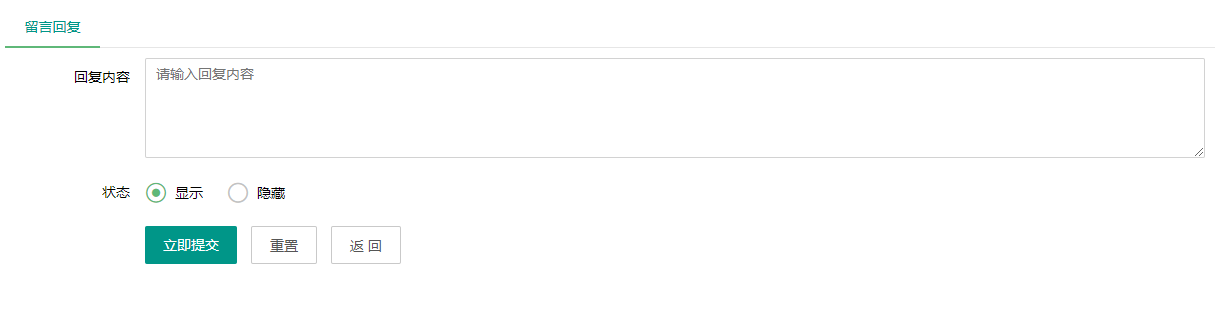 留言回复
回复内容
请输入回复内容
状态 显示 隐藏
立即提交 重置 返 回